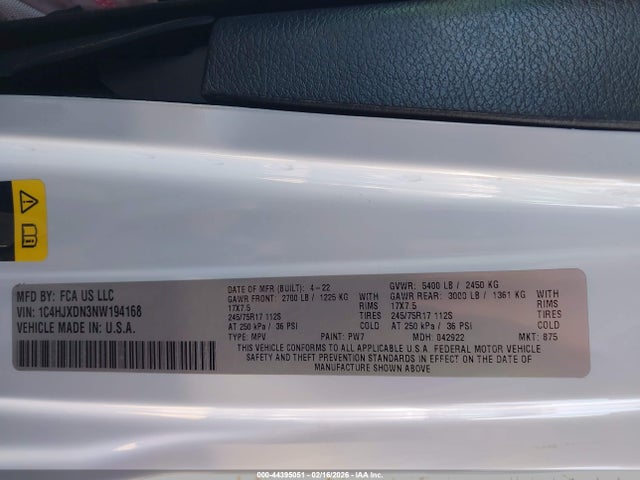 MFD BY: FCA US LLC
VIN: 1C4HJXDN3NW194168
VEHICLE MADE IN: U.S.A.
DATE OF MFR (BUILT): 4-22
GVWR: 5400 LB / 2450 KG
GAWR FRONT: 2700 LB / 1225 KG WITH
GAWR REAR: 3000 LB / 1361 KG WITH
17X7.5 RIMS
17X7.5 RIMS
245/75R17 112S TIRES
245/75R17 112S TIRES
AT 250 kPa / 36 PSI COLD
AT 250 kPa / 36 PSI COLD
TYPE: MPV PAINT: PW7 MDH: 042922 MKT: 875
THIS VEHICLE CONFORMS TO ALL APPLICABLE U.S.A. FEDERAL MOTOR VEHICLE
SAFETY AND THEFT PREVENTION STANDARDS IN EFFECT ON THE DATE OF
MANUFACTURE SHOWN ABOVE
000-44395051 - 02/16/2026 - IAA Inc.